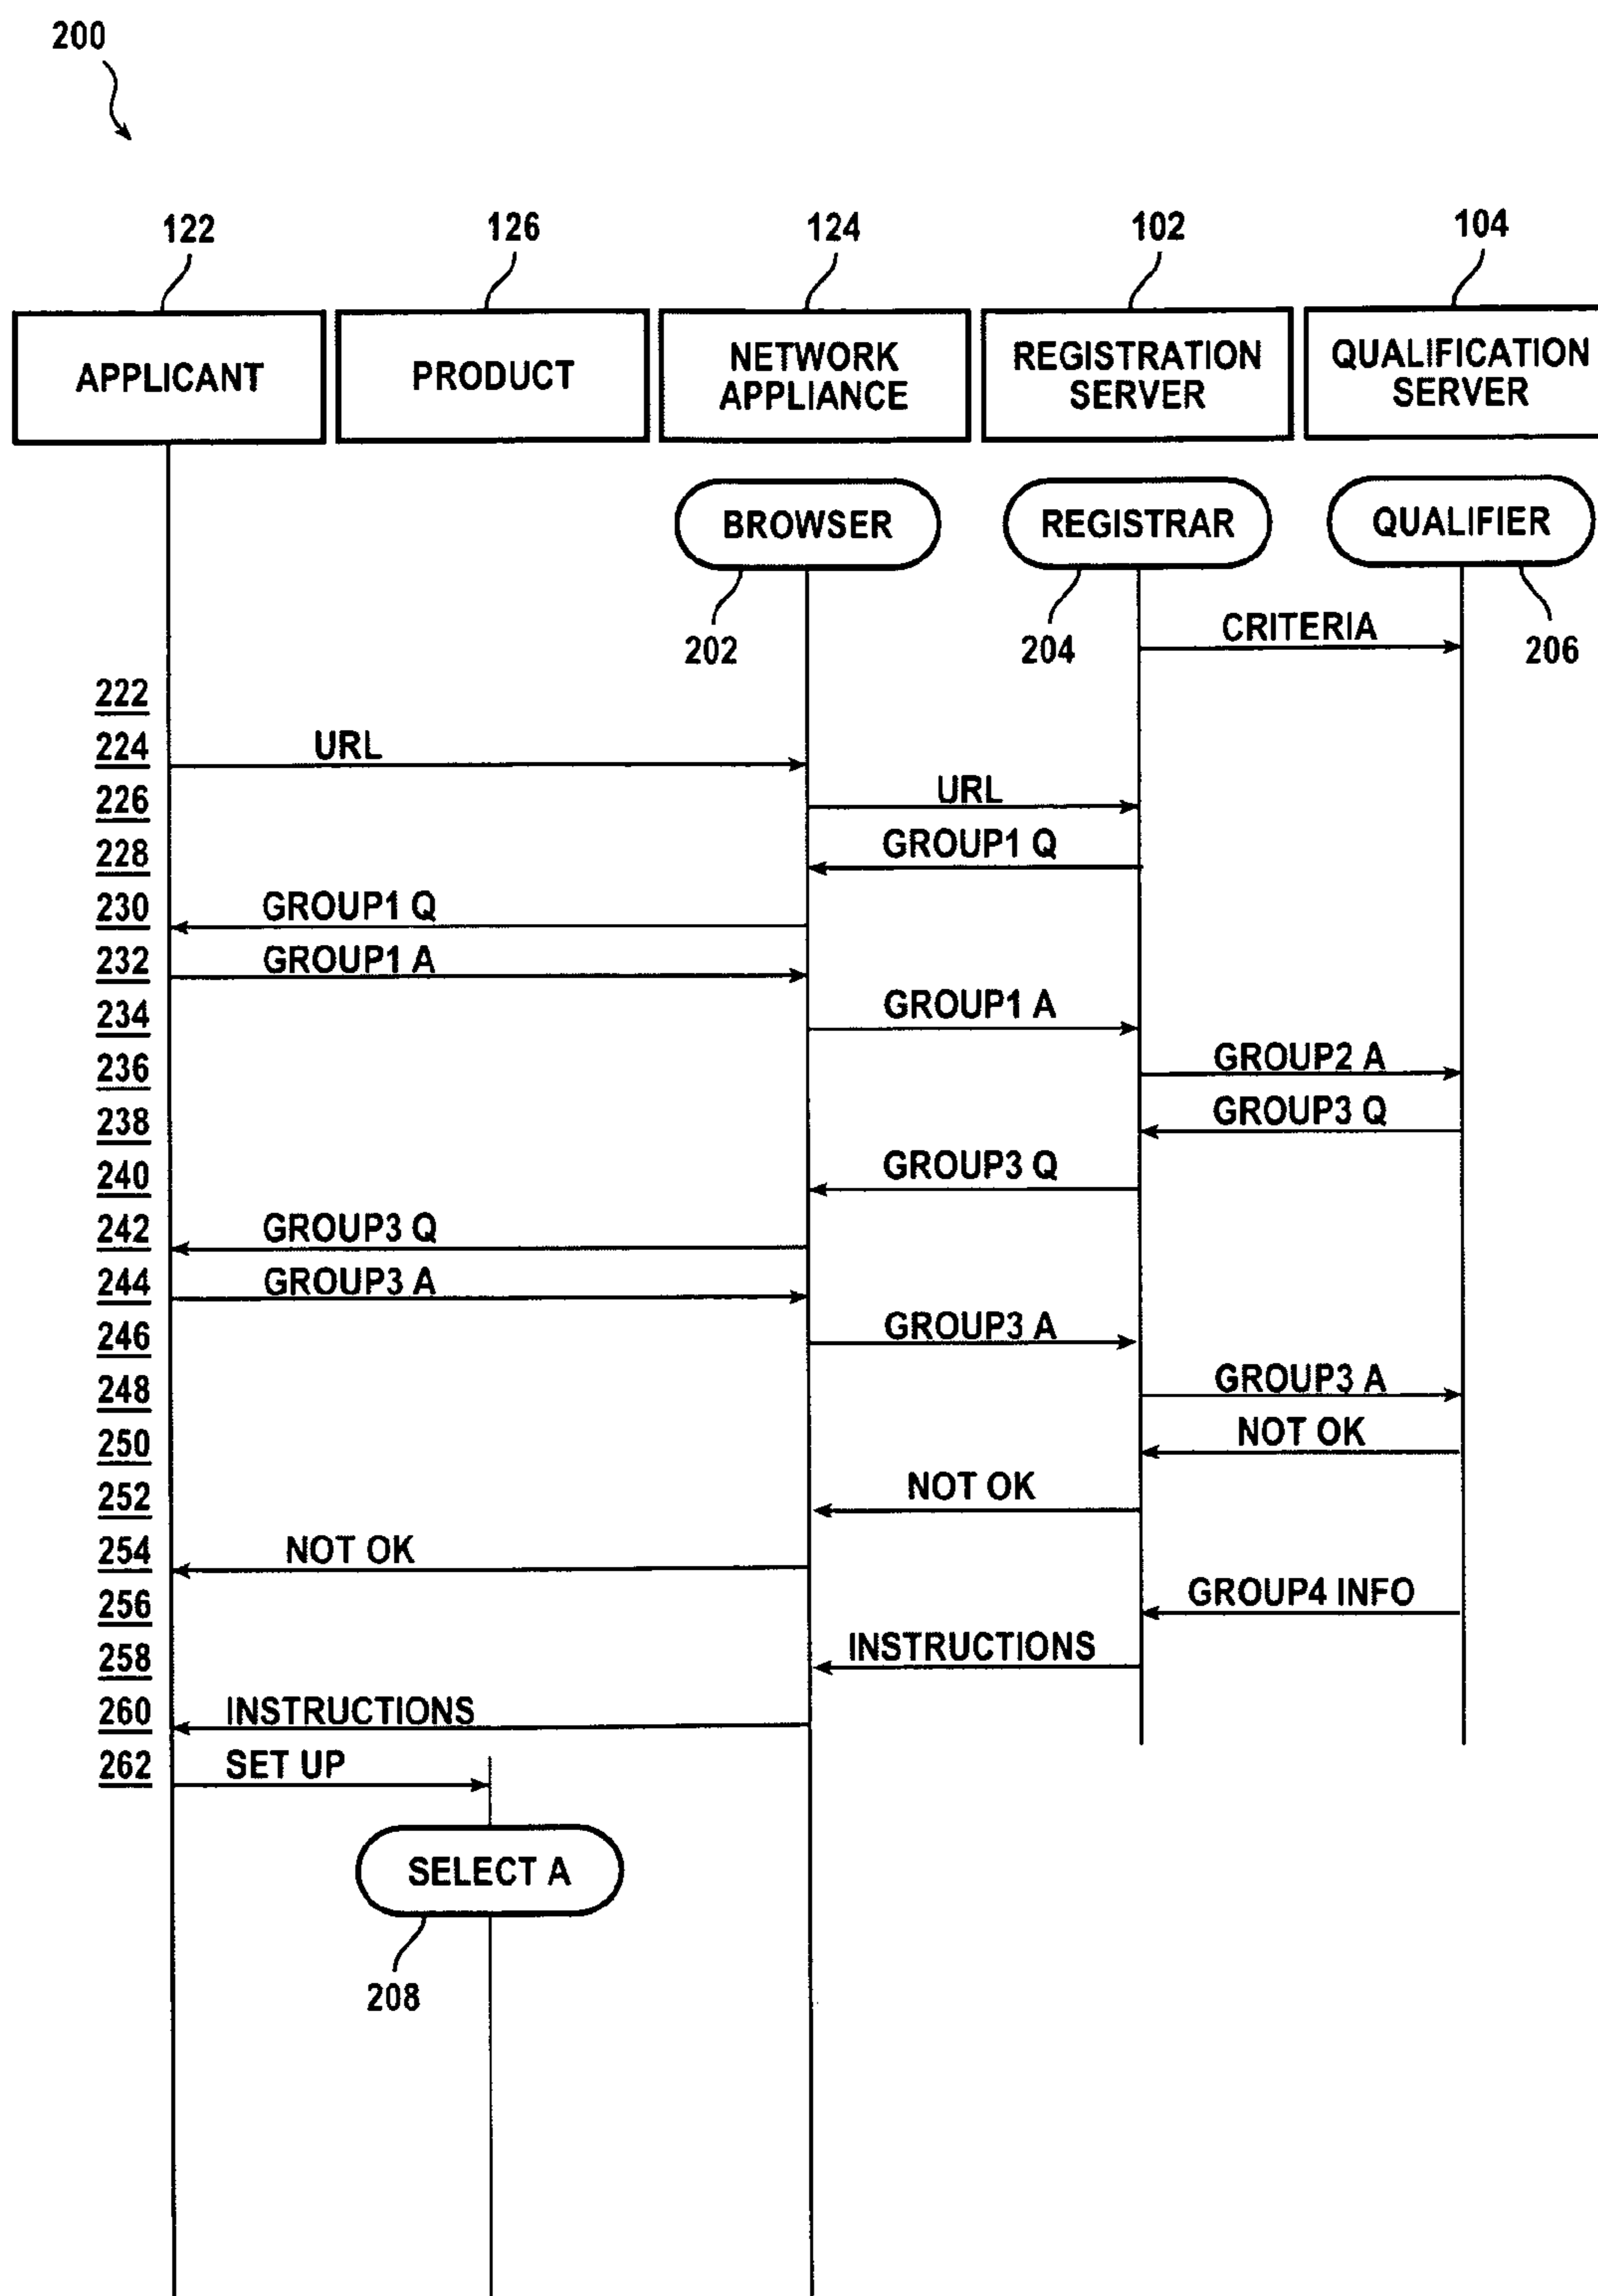 200
122
126
124
102
104
APPLICANT
PRODUCT
NETWORK
APPLIANCE
REGISTRATION
SERVER
QUALIFICATION
SERVER
BROWSER
REGISTRAR
QUALIFIER
202
204
206
CRITERIA
222
224
URL
226
URL
228
GROUP1 Q
230
GROUP1 Q
232
GROUP1 A
234
GROUP1 A
236
GROUP2 A
238
GROUP3 Q
240
GROUP3 Q
242
GROUP3 Q
244
GROUP3 A
246
GROUP3 A
248
GROUP3 A
250
NOT OK
252
NOT OK
254
NOT OK
256
GROUP4 INFO
258
INSTRUCTIONS
260
INSTRUCTIONS
262
SET UP
SELECT A
208